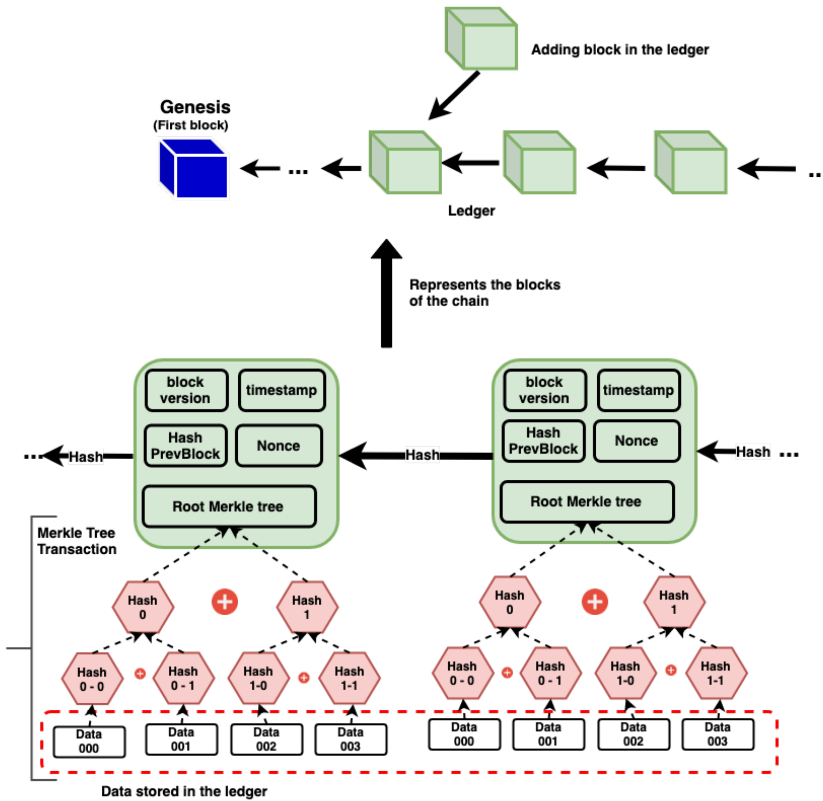 Adding block in the ledger
Genesis
(First block)
...
..
Ledger
Represents the blocks
of the chain
block
version
timestamp
Hash
PrevBlock
Nonce
Root Merkle tree
block
version
timestamp
Hash
PrevBlock
Nonce
Root Merkle tree
...
Hash
Hash
Hash
...
Merkle Tree
Transaction
Hash
0
+
Hash
1
Hash
0
+
Hash
1
Hash
0 - 0
+
Hash
0 - 1
Hash
1-0
+
Hash
1-1
Hash
0 - 0
+
Hash
0 - 1
Hash
1-0
+
Hash
1-1
Data
000
Data
001
Data
002
Data
003
Data
000
Data
001
Data
002
Data
003
Data stored in the ledger